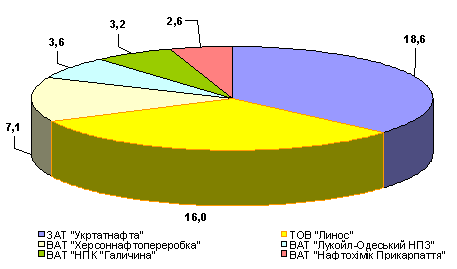 2,6
3,2
18,6
3,6
7,1
16,0
ЗАТ "Укртатнафта" ТОВ "Линос"
ВАТ "Херсоннафтопереробка" ВАТ "Лукойл-Одеський НПЗ"
ВАТ "НПК "Галичина" ВАТ "Нафтохімік Прикарпаття"